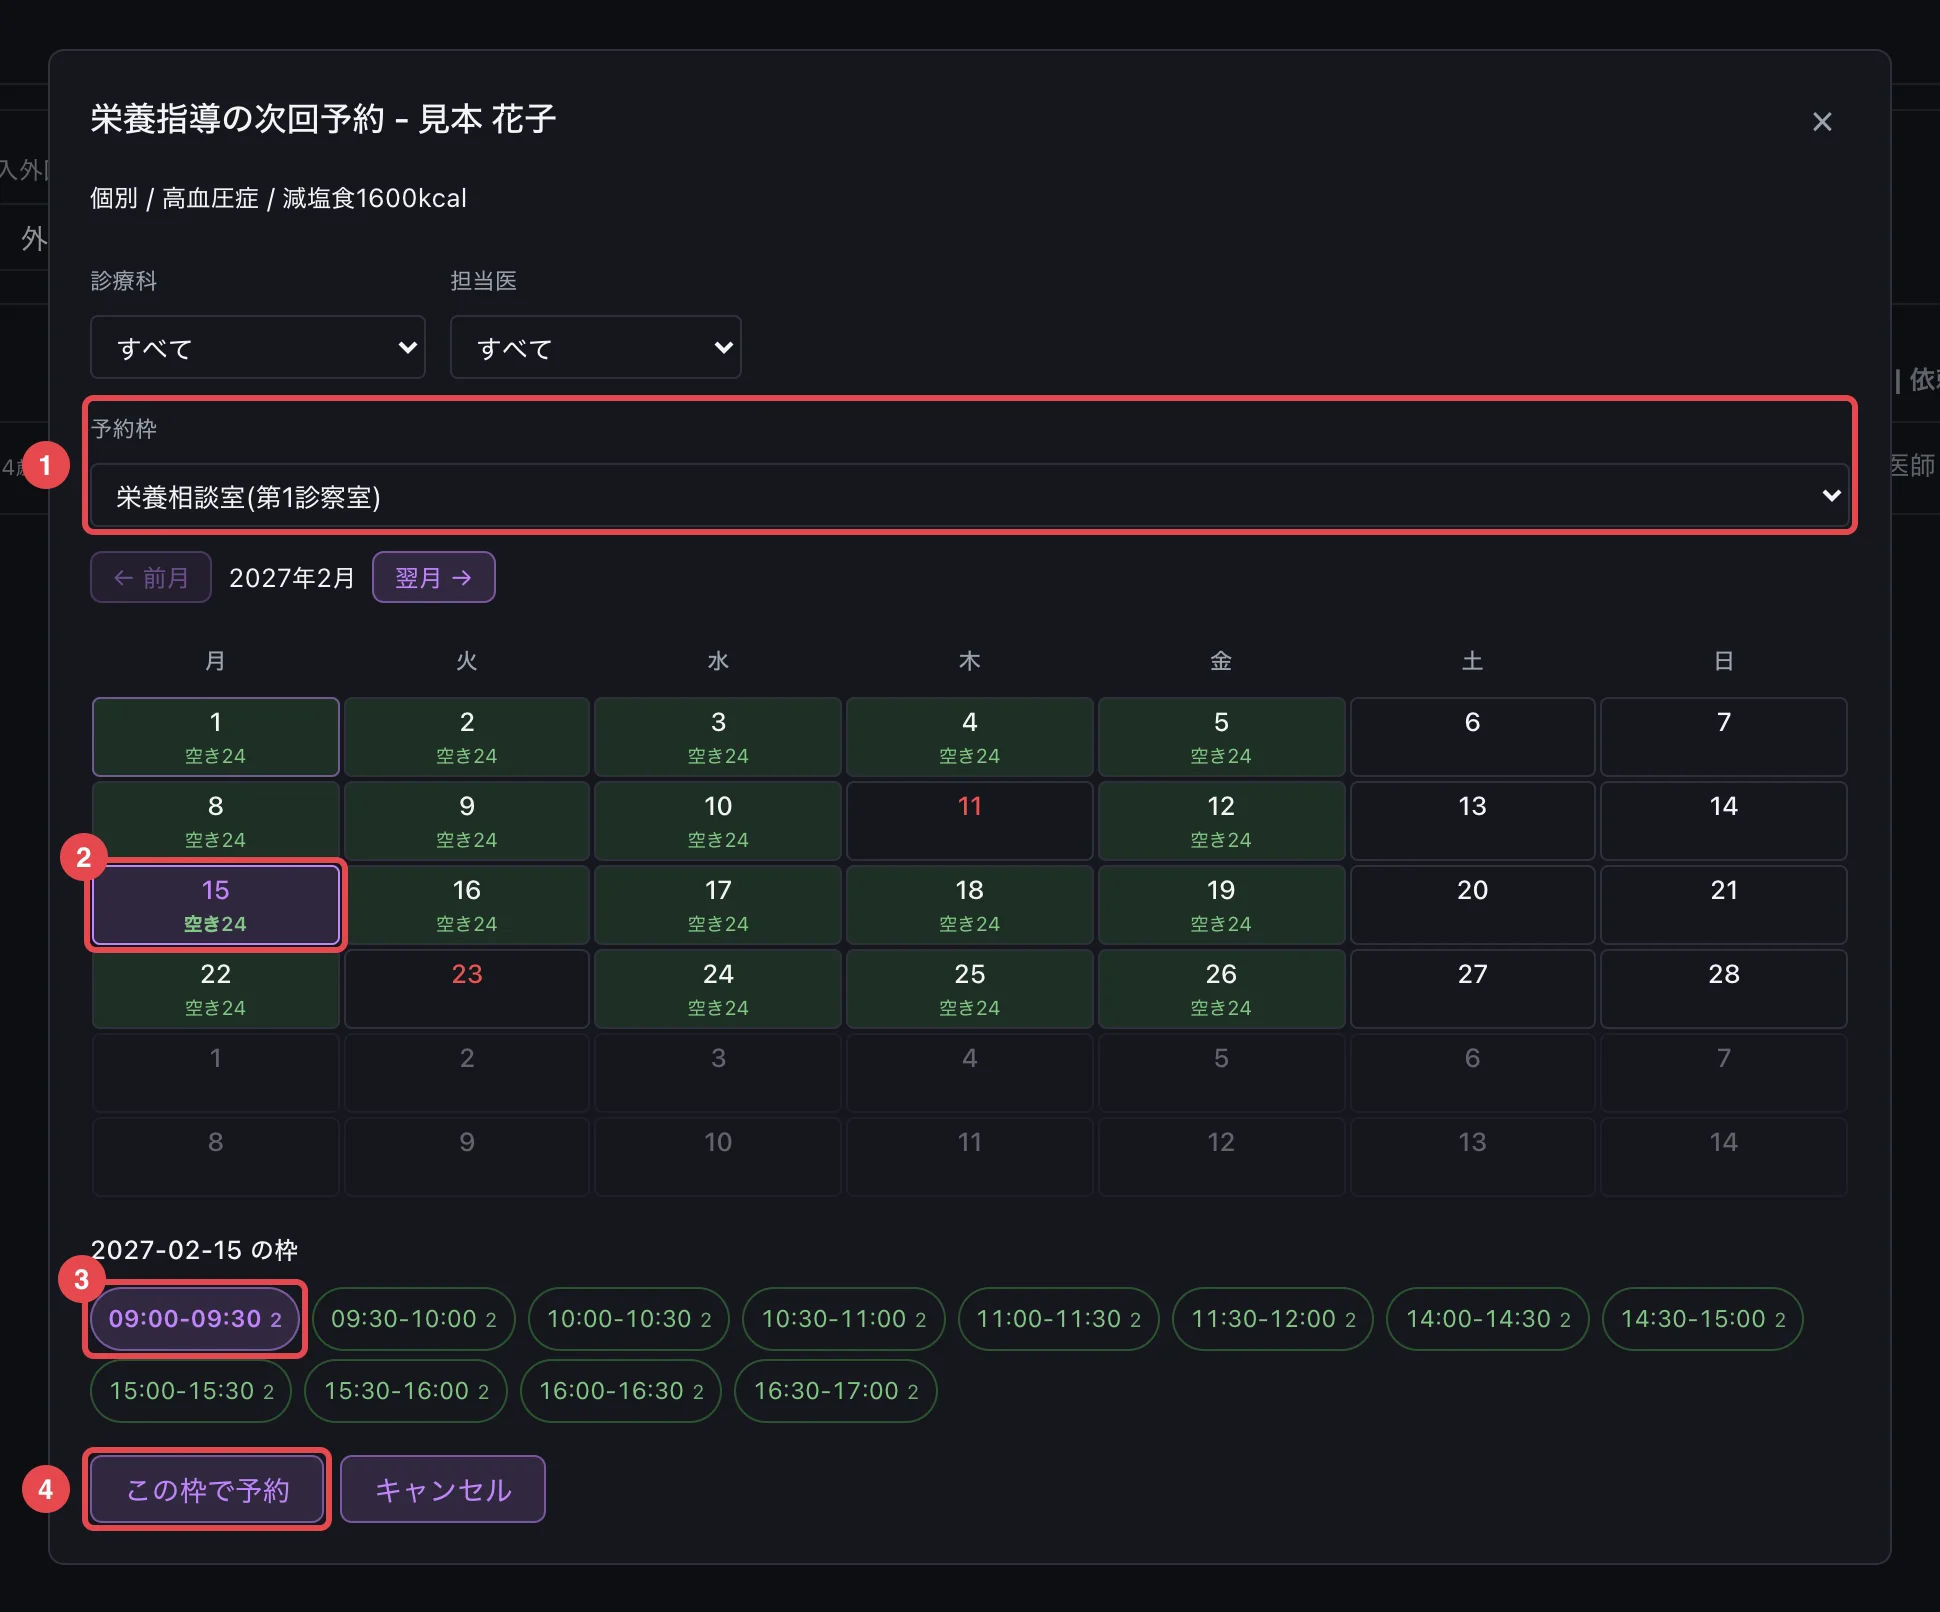 栄養指導の次回予約 - 見本 花子
×
入外
個別 / 高血圧症 / 減塩食1600kcal
外
診療科 担当医
すべて すべて
| 依
予約枠
1
4
医師
栄養相談室(第1診察室)
← 前月 2027年2月 翌月 →
月 火 水 木 金 土 日
1 2 3 4 5 6 7
空き24 空き24 空き24 空き24 空き24
8 9 10 11 12 13 14
空き24 空き24 空き24 空き24
2
15 16 17 18 19 20 21
空き24 空き24 空き24 空き24 空き24
22 23 24 25 26 27 28
空き24 空き24 空き24 空き24
1 2 3 4 5 6 7
8 9 10 11 12 13 14
2027-02-15 の枠
3
09:00-09:30 2 09:30-10:00 2 10:00-10:30 2 10:30-11:00 2 11:00-11:30 2 11:30-12:00 2 14:00-14:30 2 14:30-15:00 2
15:00-15:30 2 15:30-16:00 2 16:00-16:30 2 16:30-17:00 2
4
この枠で予約 キャンセル